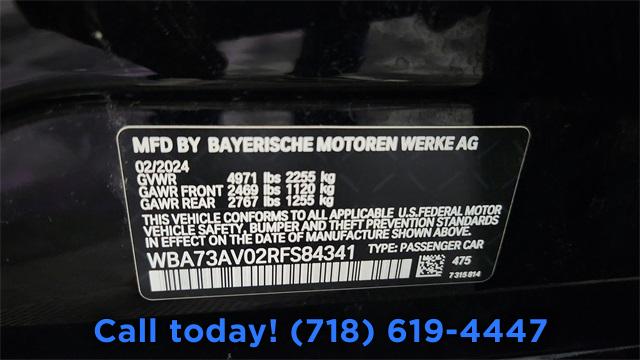 MFD BY BAYERISCHE MOTOREN WERKE AG
02/2024
GVWR 4971 lbs 2255 kg
GAWR FRONT 2469 lbs 1120 kg
GAWR REAR 2767 lbs 1255 kg
THIS VEHICLE CONFORMS TO ALL APPLICABLE U.S.FEDERAL MOTOR
VEHICLE SAFETY, BUMPER AND THEFT PREVENTION STANDARDS
IN EFFECT ON THE DATE OF MANUFACTURE SHOWN ABOVE.
WBA73AV02RFS84341 TYPE: PASSENGER CAR
475
7315814
Call today! (718) 619-4447